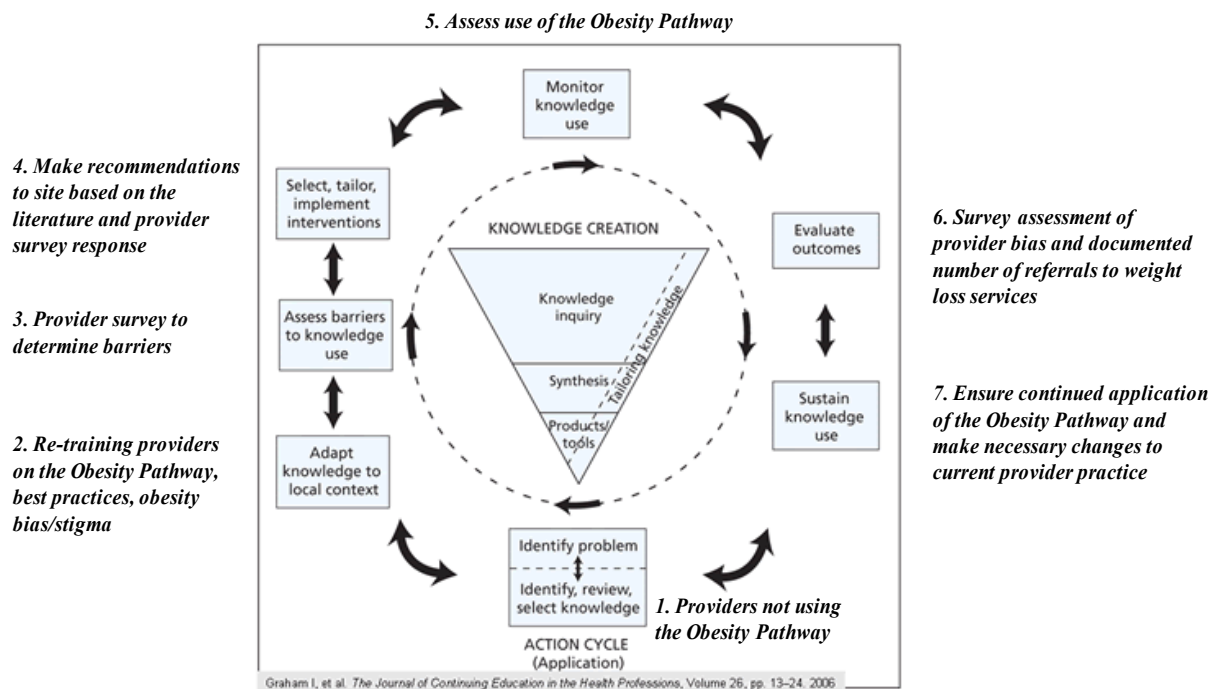 5. Assess use of the Obesity Pathway
Monitor
knowledge
use
4. Make recommendations
to site based on the
literature and provider
survey response
Select, tailor,
implement
interventions
KNOWLEDGE CREATION
Knowledge
inquiry
Synthesis
Products/
tools
Tailoring knowledge
Evaluate
outcomes
6. Survey assessment of
provider bias and documented
number of referrals to weight
loss services
3. Provider survey to
determine barriers
Assess barriers
to knowledge
use
Sustain
knowledge
use
7. Ensure continued application
of the Obesity Pathway and
make necessary changes to
current provider practice
2. Re-training providers
on the Obesity Pathway,
best practices, obesity
bias/stigma
Adapt
knowledge to
local context
Identify problem
Identify, review,
select knowledge
1. Providers not using
the Obesity Pathway
ACTION CYCLE
(Application)
Graham I, et al. The Journal of Continuing Education in the Health Professions, Volume 26, pp. 13–24. 2006